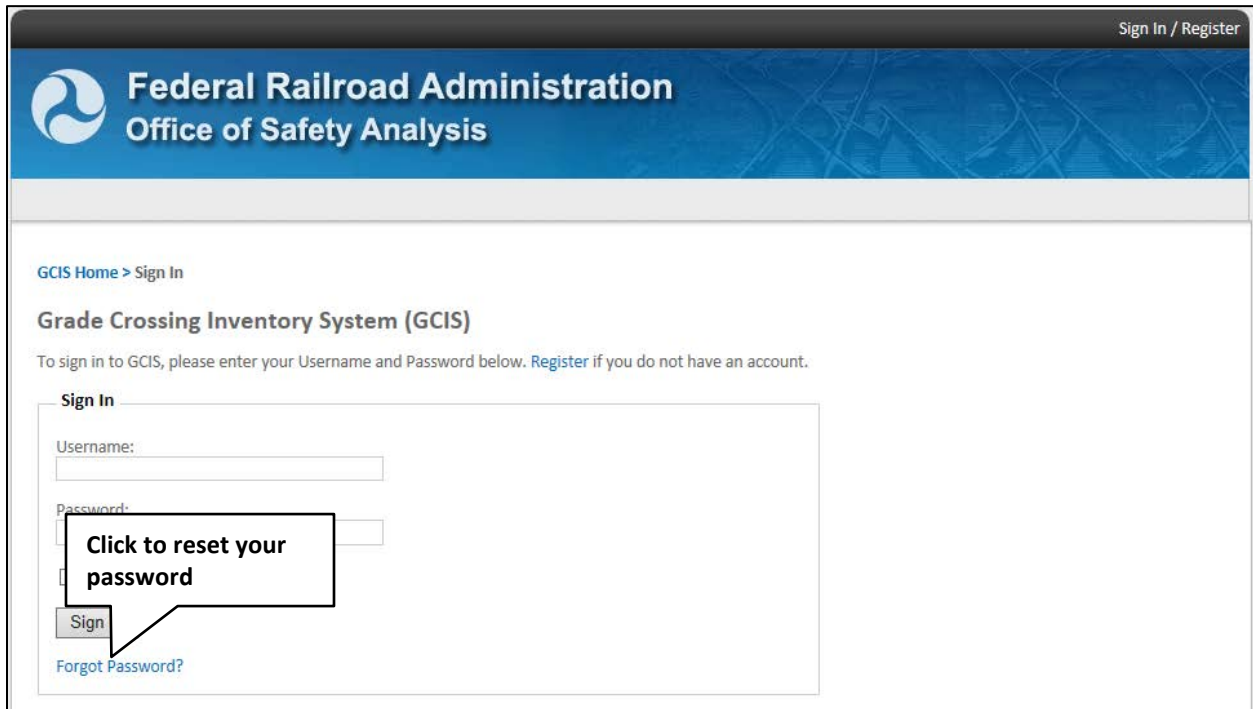 Sign In / Register
Federal Railroad Administration
Office of Safety Analysis
GCIS Home > Sign In
Grade Crossing Inventory System (GCIS)
To sign in to GCIS, please enter your Username and Password below. Register if you do not have an account.
Sign In
Username:
Password:
Click to reset your
password
Sign
Forgot Password?